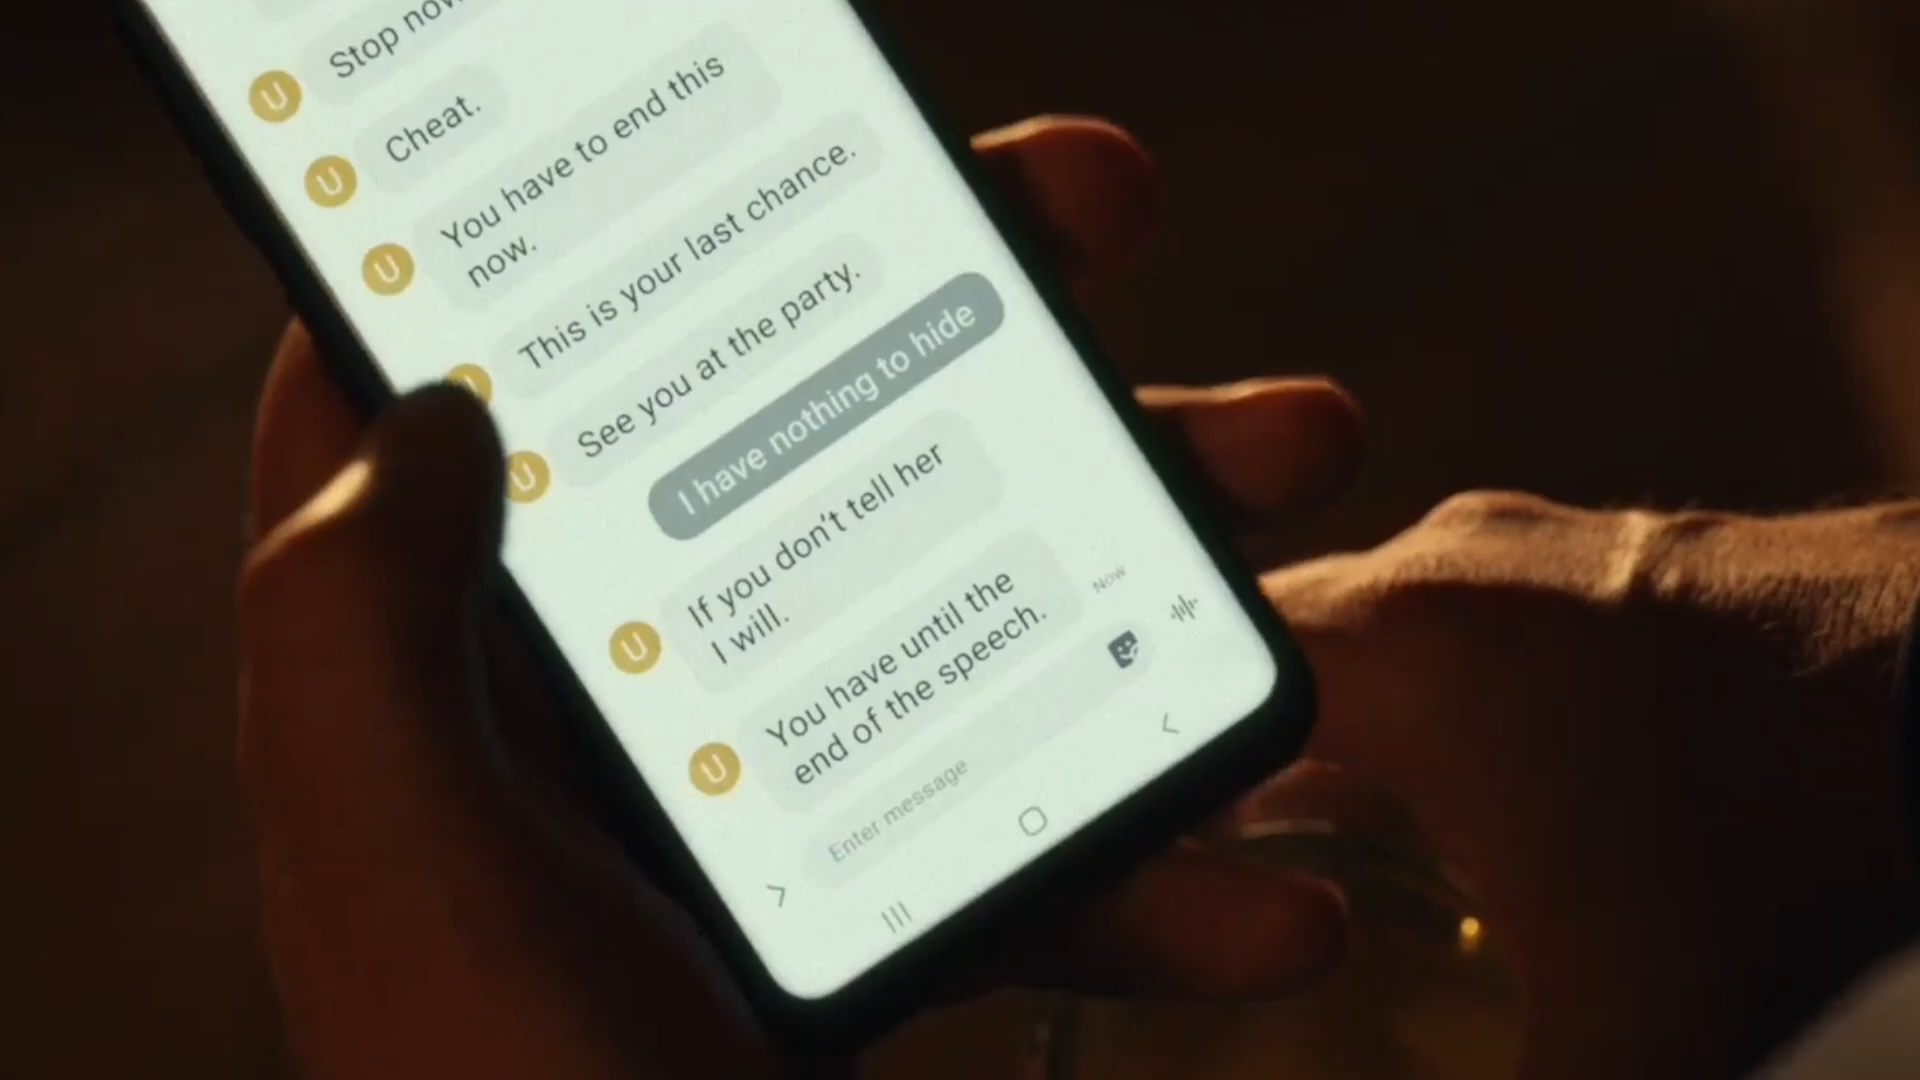 Stop now
U
Cheat.
U
You have to end this
now.
U
This is your last chance.
See you at the party.
U
I have nothing to hide
If you don't tell her
I will.
U
You have until the
end of the speech.
U
Now
Enter message